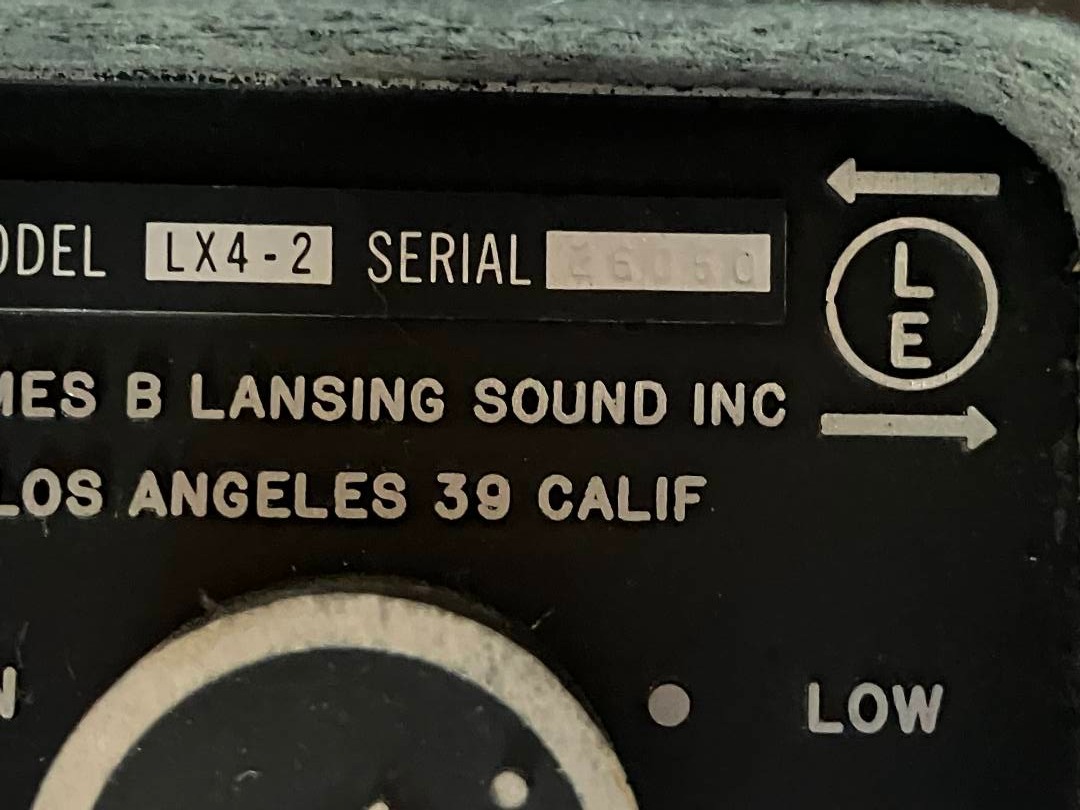 ODEL LX4-2 SERIAL
L
E
MES B LANSING SOUND INC
LOS ANGELES 39 CALIF
N
LOW